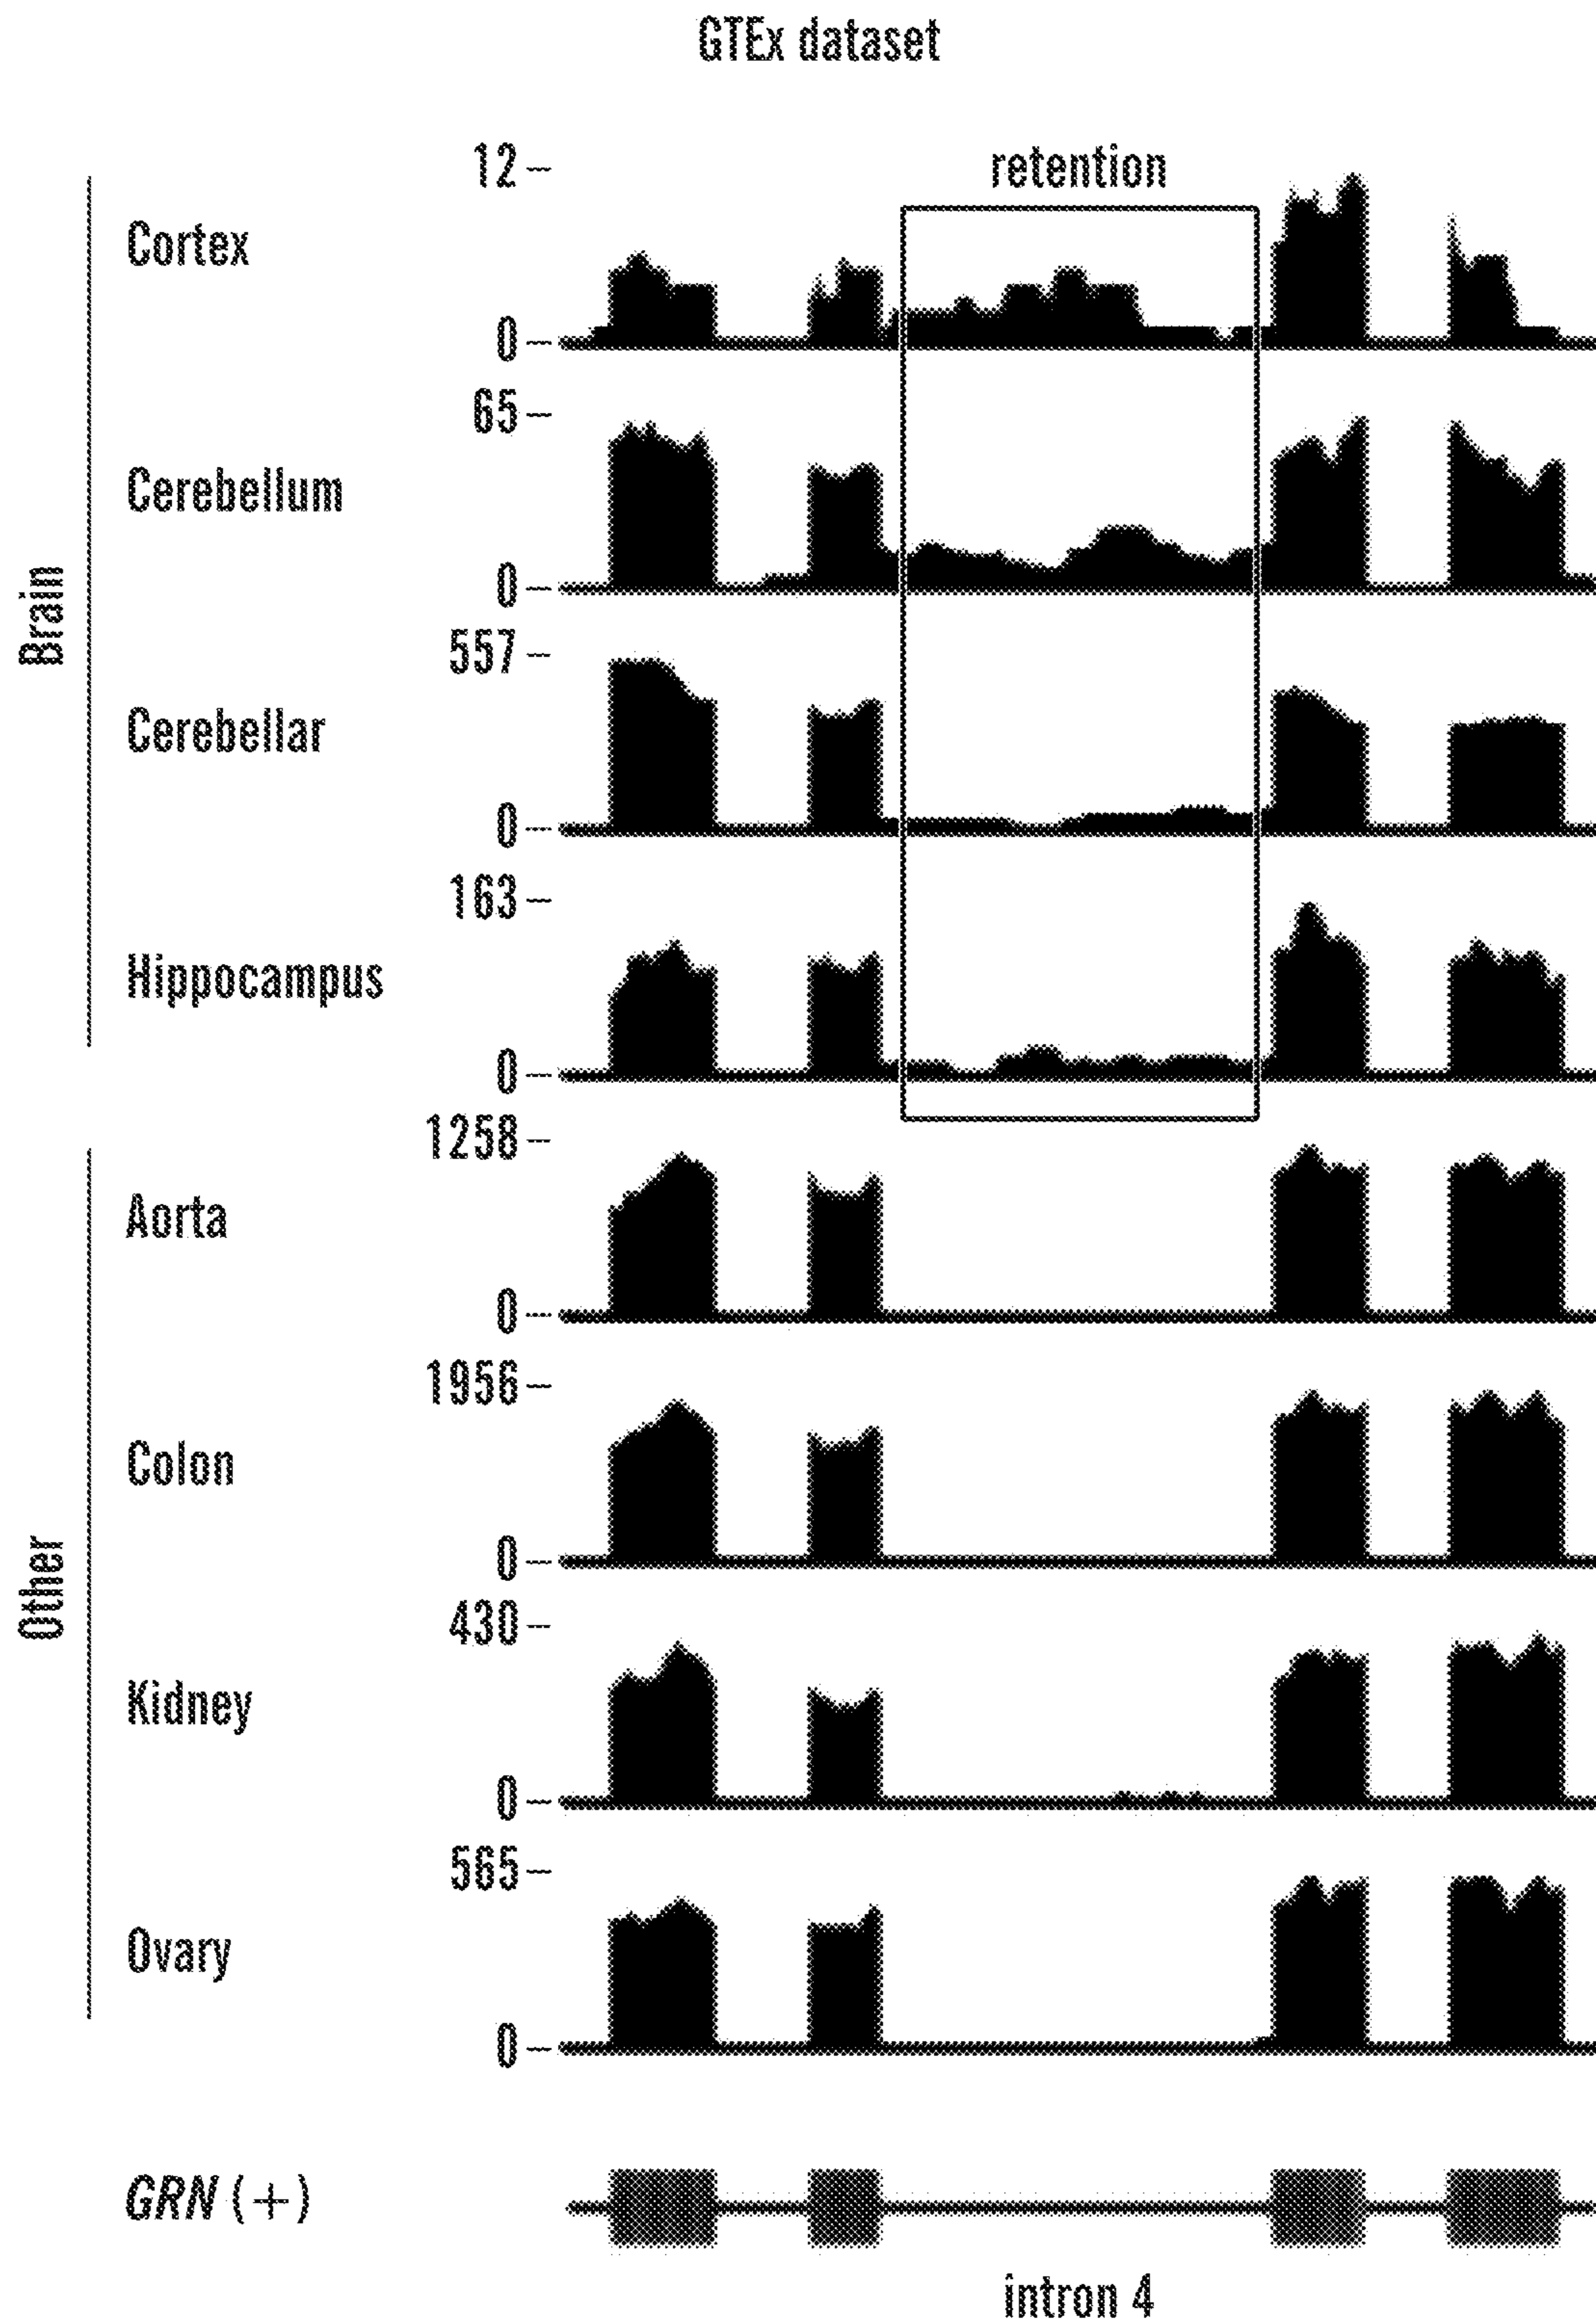 GTEx dataset
retention
Brain
Cortex
12
0
Cerebellum
65
0
Cerebellar
557
0
Hippocampus
163
0
Other
Aorta
1258
0
Colon
1956
0
Kidney
430
0
Ovary
565
0
GRN (+)
intron 4